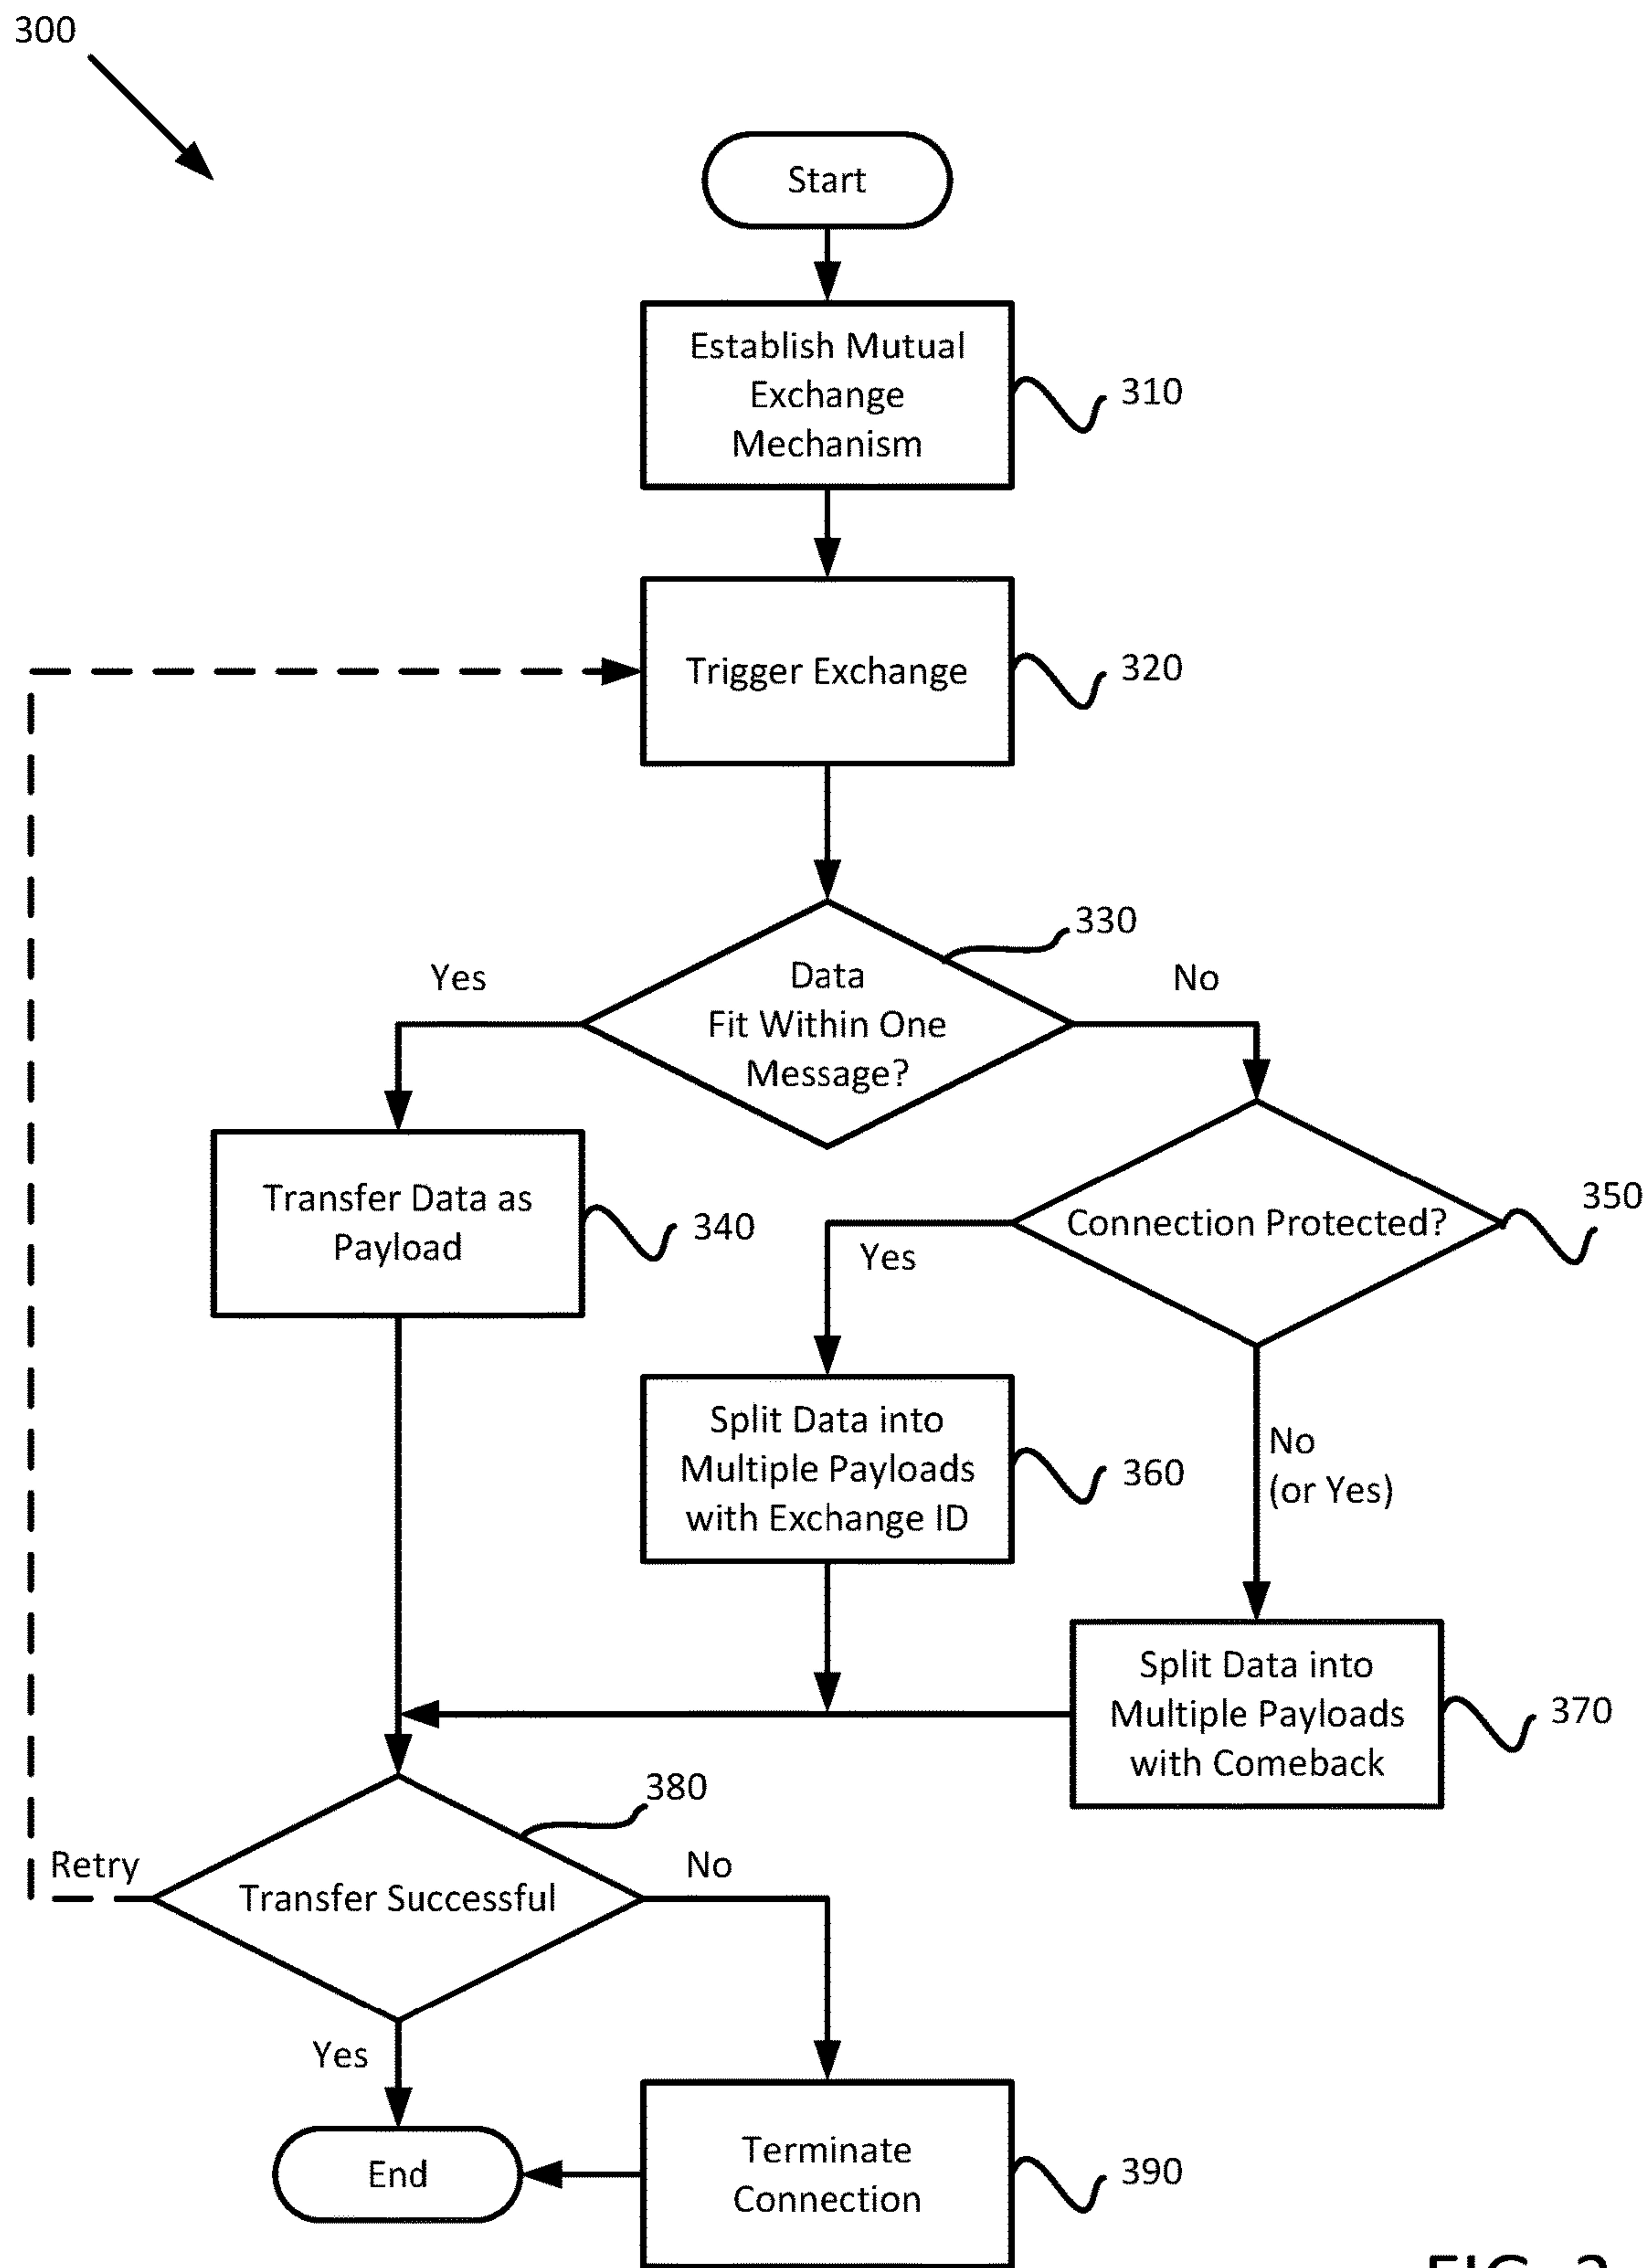 300
Start
Establish Mutual
Exchange
Mechanism
310
Trigger Exchange
320
330
Yes
Data
Fit Within One
Message?
No
Transfer Data as
Payload
340
Connection Protected?
350
Yes
Split Data into
Multiple Payloads
with Exchange ID
360
No
(or Yes)
Split Data into
Multiple Payloads
with Comeback
370
380
Retry
Transfer Successful
No
Yes
End
Terminate
Connection
390